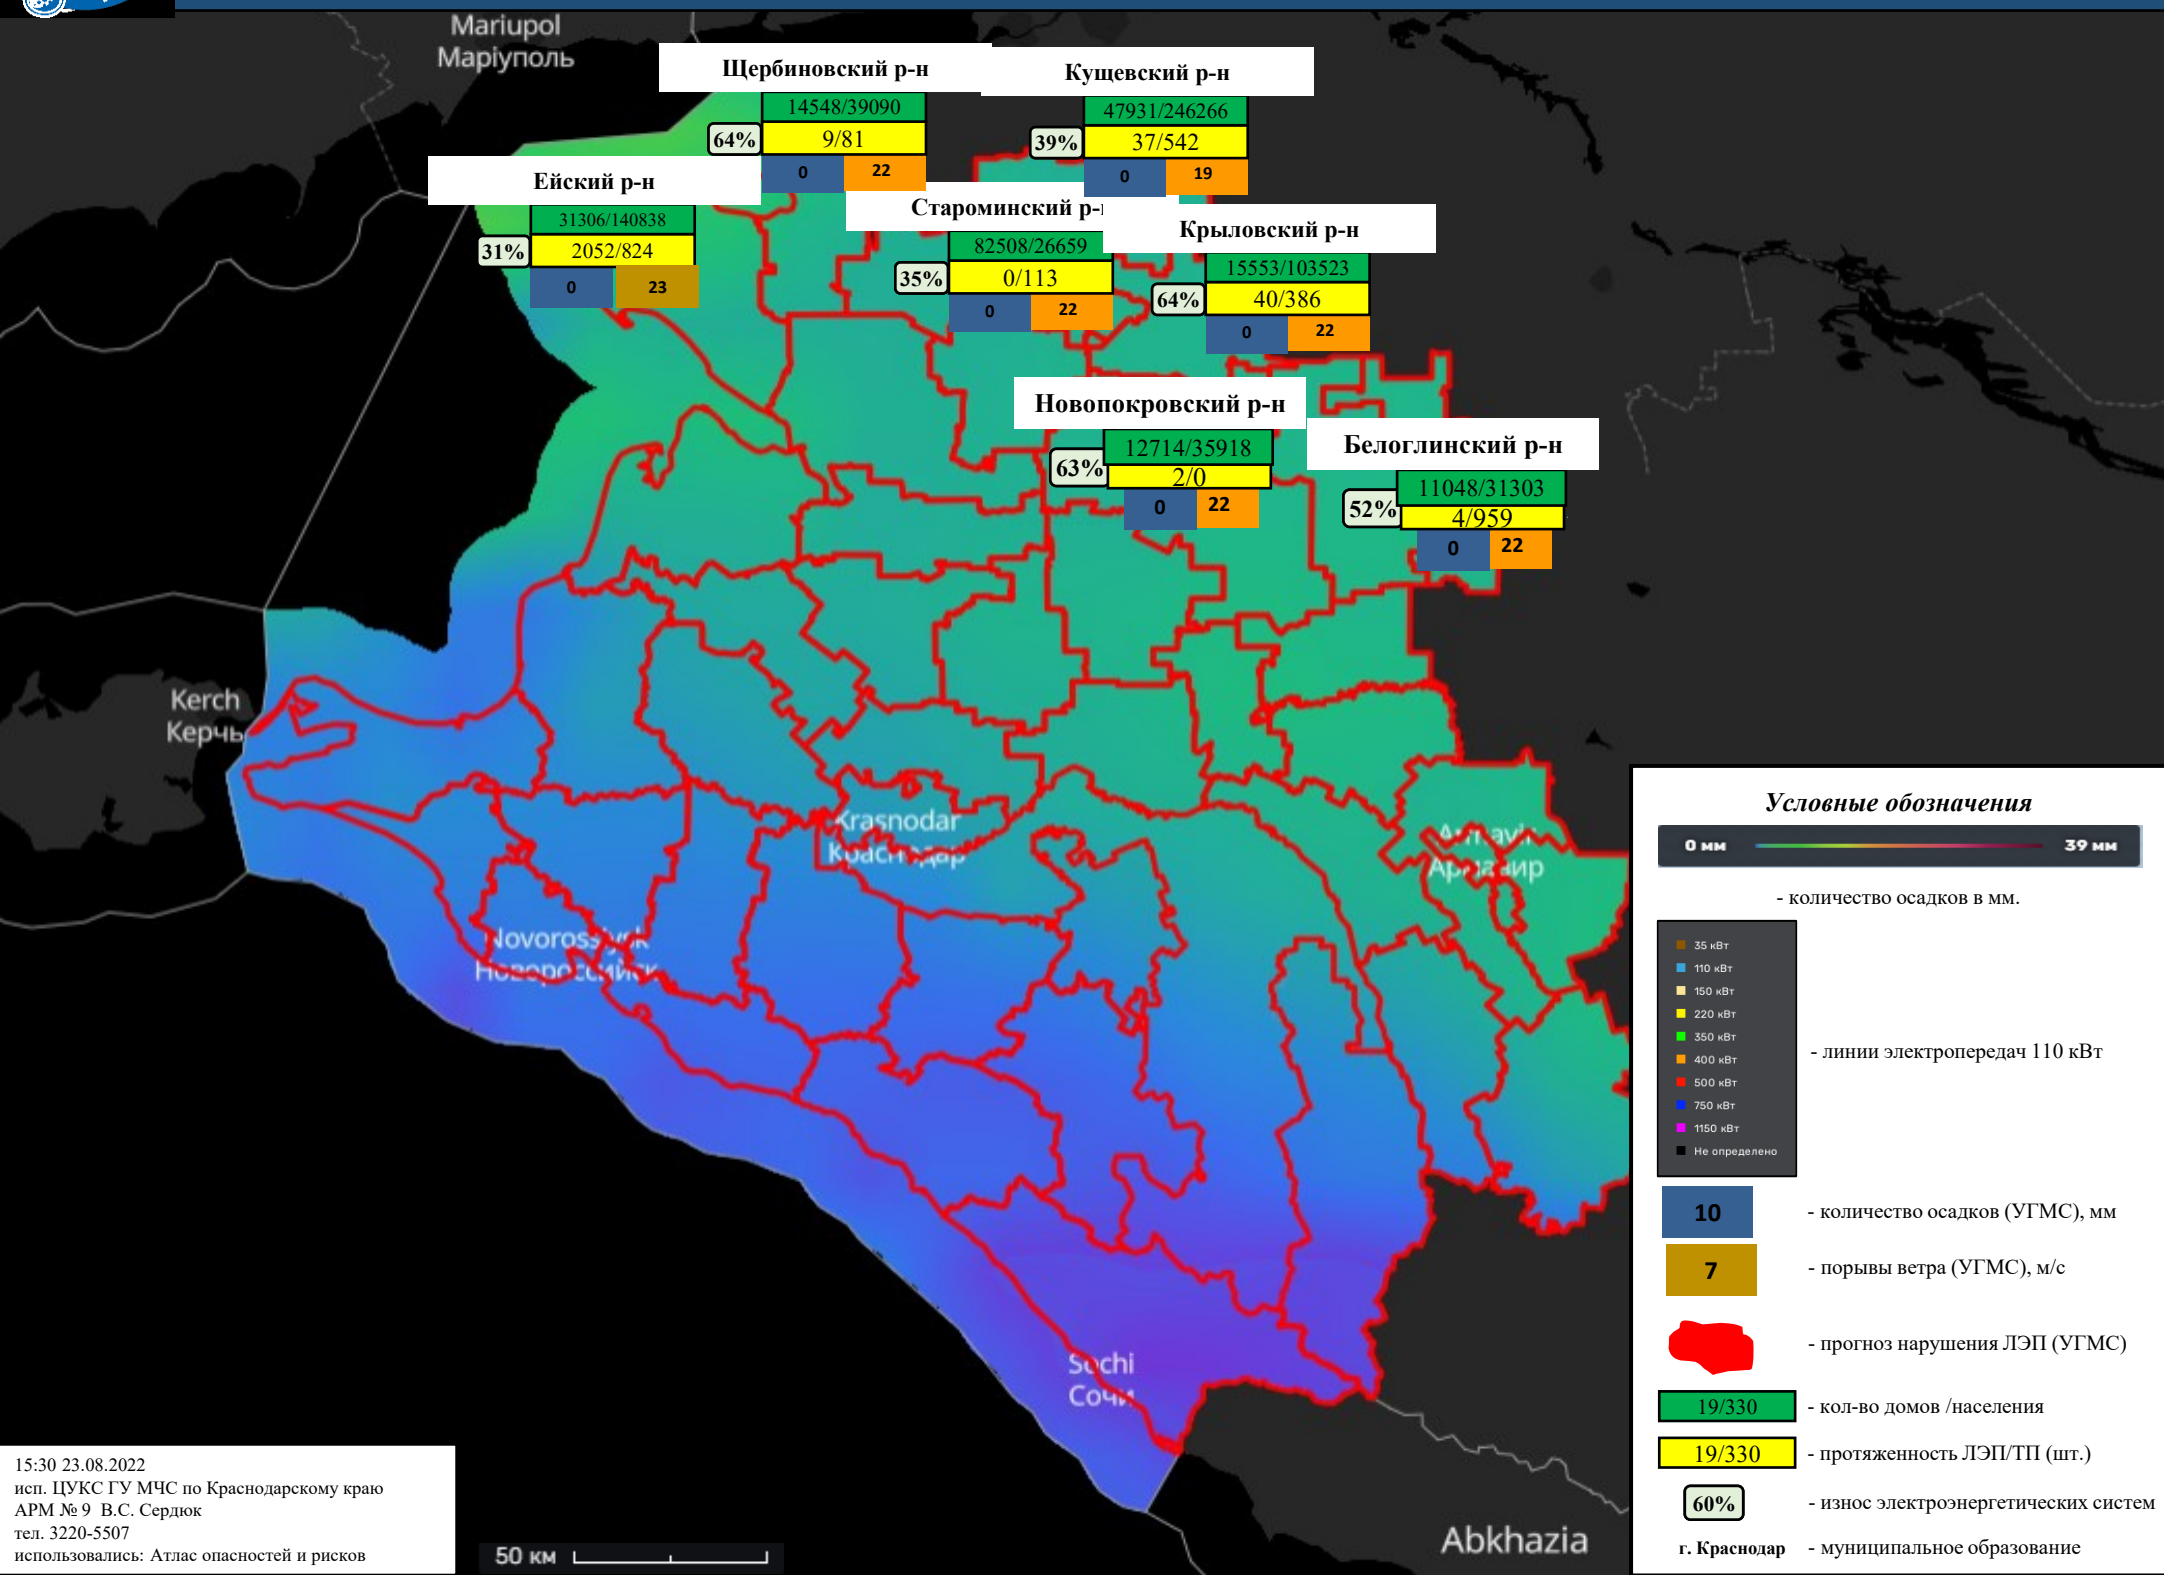 Mariupol
Маріуполь
Щербиновский р-н
14548/39090
64%
9/81
0
22
Кущевский р-н
47931/246266
39%
37/542
0
19
Ейский р-н
31306/140838
31%
2052/824
0
23
Староминский р-н
82508/26659
35%
0/113
0
22
Крыловский р-н
15553/103523
64%
40/386
0
22
Новопокровский р-н
12714/35918
63%
2/0
0
22
Белоглинский р-н
11048/31303
52%
4/959
0
22
Kerch
Керчь
Krasnodar
Краснодар
Armavir
Армавир
Novorossiysk
Новороссийск
Sochi
Сочи
Abkhazia
50 км
15:30 23.08.2022
исп. ЦУКС ГУ МЧС по Краснодарскому краю
АРМ № 9 В.С. Сердюк
тел. 3220-5507
использовались: Атлас опасностей и рисков
Условные обозначения
0 мм 39 мм
- количество осадков в мм.
35 кВт
110 кВт
150 кВт
220 кВт
350 кВт
400 кВт
500 кВт
750 кВт
1150 кВт
Не определено
- линии электропередач 110 кВт
10 - количество осадков (УГМС), мм
7 - порывы ветра (УГМС), м/с
- прогноз нарушения ЛЭП (УГМС)
19/330 - кол-во домов /населения
19/330 - протяженность ЛЭП/ТП (шт.)
60% - износ электроэнергетических систем
г. Краснодар - муниципальное образование